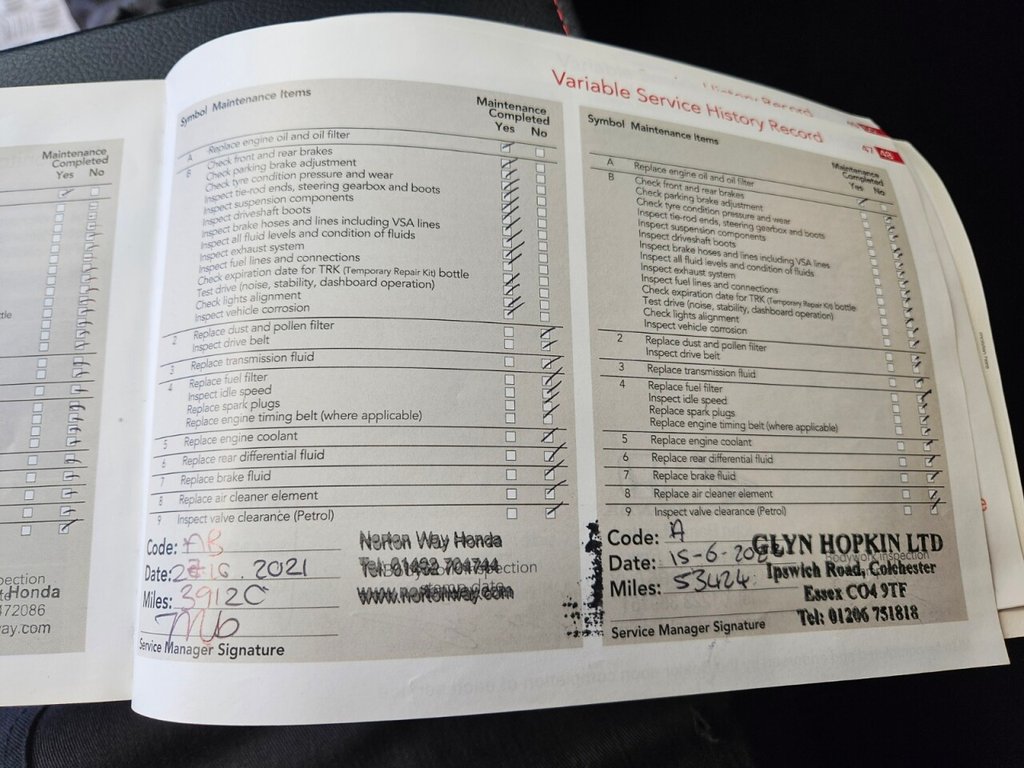 Maintenance
Completed
Yes No
Honda
472086
way.com
Symbol Maintenance Items
Maintenance
Completed
Yes No
A Replace engine oil and oil filter
B Check front and rear brakes
Check parking brake adjustment
Check tyre condition pressure and wear
Inspect tie-rod ends, steering gearbox and boots
Inspect suspension components
Inspect driveshaft boots
Inspect brake hoses and lines including VSA lines
Inspect all fluid levels and condition of fluids
Inspect exhaust system
Inspect fuel lines and connections
Check expiration date for TRK (Temporary Repair Kit) bottle
Test drive (noise, stability, dashboard operation)
Check lights alignment
Inspect vehicle corrosion
2 Replace dust and pollen filter
Inspect drive belt
3 Replace transmission fluid
4 Replace fuel filter
Inspect idle speed
Replace spark plugs
Replace engine timing belt (where applicable)
5 Replace engine coolant
6 Replace rear differential fluid
7 Replace brake fluid
8 Replace air cleaner element
9 Inspect valve clearance (Petrol)
Code: AB
Date: 2021
Miles: 39120
Service Manager Signature
Norton Way Honda
Tel:
www.nortonway.com
Variable Service History Record
47 48
Symbol Maintenance Items
Maintenance
Completed
Yes No
A Replace engine oil and oil filter
B Check front and rear brakes
Check parking brake adjustment
Check tyre condition pressure and wear
Inspect tie-rod ends, steering gearbox and boots
Inspect suspension components
Inspect driveshaft boots
Inspect brake hoses and lines including VSA lines
Inspect all fluid levels and condition of fluids
Inspect exhaust system
Inspect fuel lines and connections
Check expiration date for TRK (Temporary Repair Kit) bottle
Test drive (noise, stability, dashboard operation)
Check lights alignment
Inspect vehicle corrosion
2 Replace dust and pollen filter
Inspect drive belt
3 Replace transmission fluid
4 Replace fuel filter
Inspect idle speed
Replace spark plugs
Replace engine timing belt (where applicable)
5 Replace engine coolant
6 Replace rear differential fluid
7 Replace brake fluid
8 Replace air cleaner element
9 Inspect valve clearance (Petrol)
Code: A
Date: 15-6-
Miles: 53424
Service Manager Signature
GLYN HOPKIN LTD
Bodywork Inspection
Ipswich Road, Colchester
Essex CO4 9TF
Tel: 01206 751818